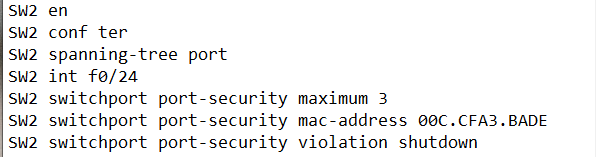 SW2 en
SW2 conf ter
SW2 spanning-tree port
SW2 int f0/24
SW2 switchport port-security maximum 3
SW2 switchport port-security mac-address 00C.CFA3.BADE
SW2 switchport port-security violation shutdown